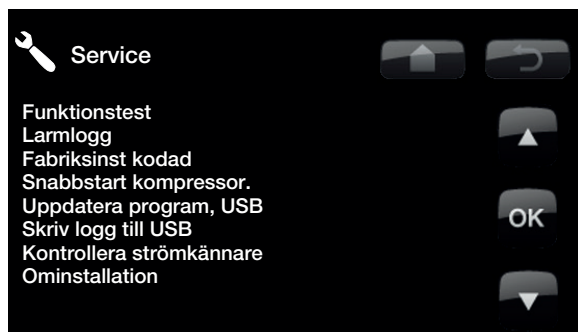 Service
Funktionstest
Larmlogg
Fabriksinst kodad
Snabbstart kompressor.
Uppdatera program, USB
Skriv logg till USB
Kontrollera strömkännare
Ominstallation
OK